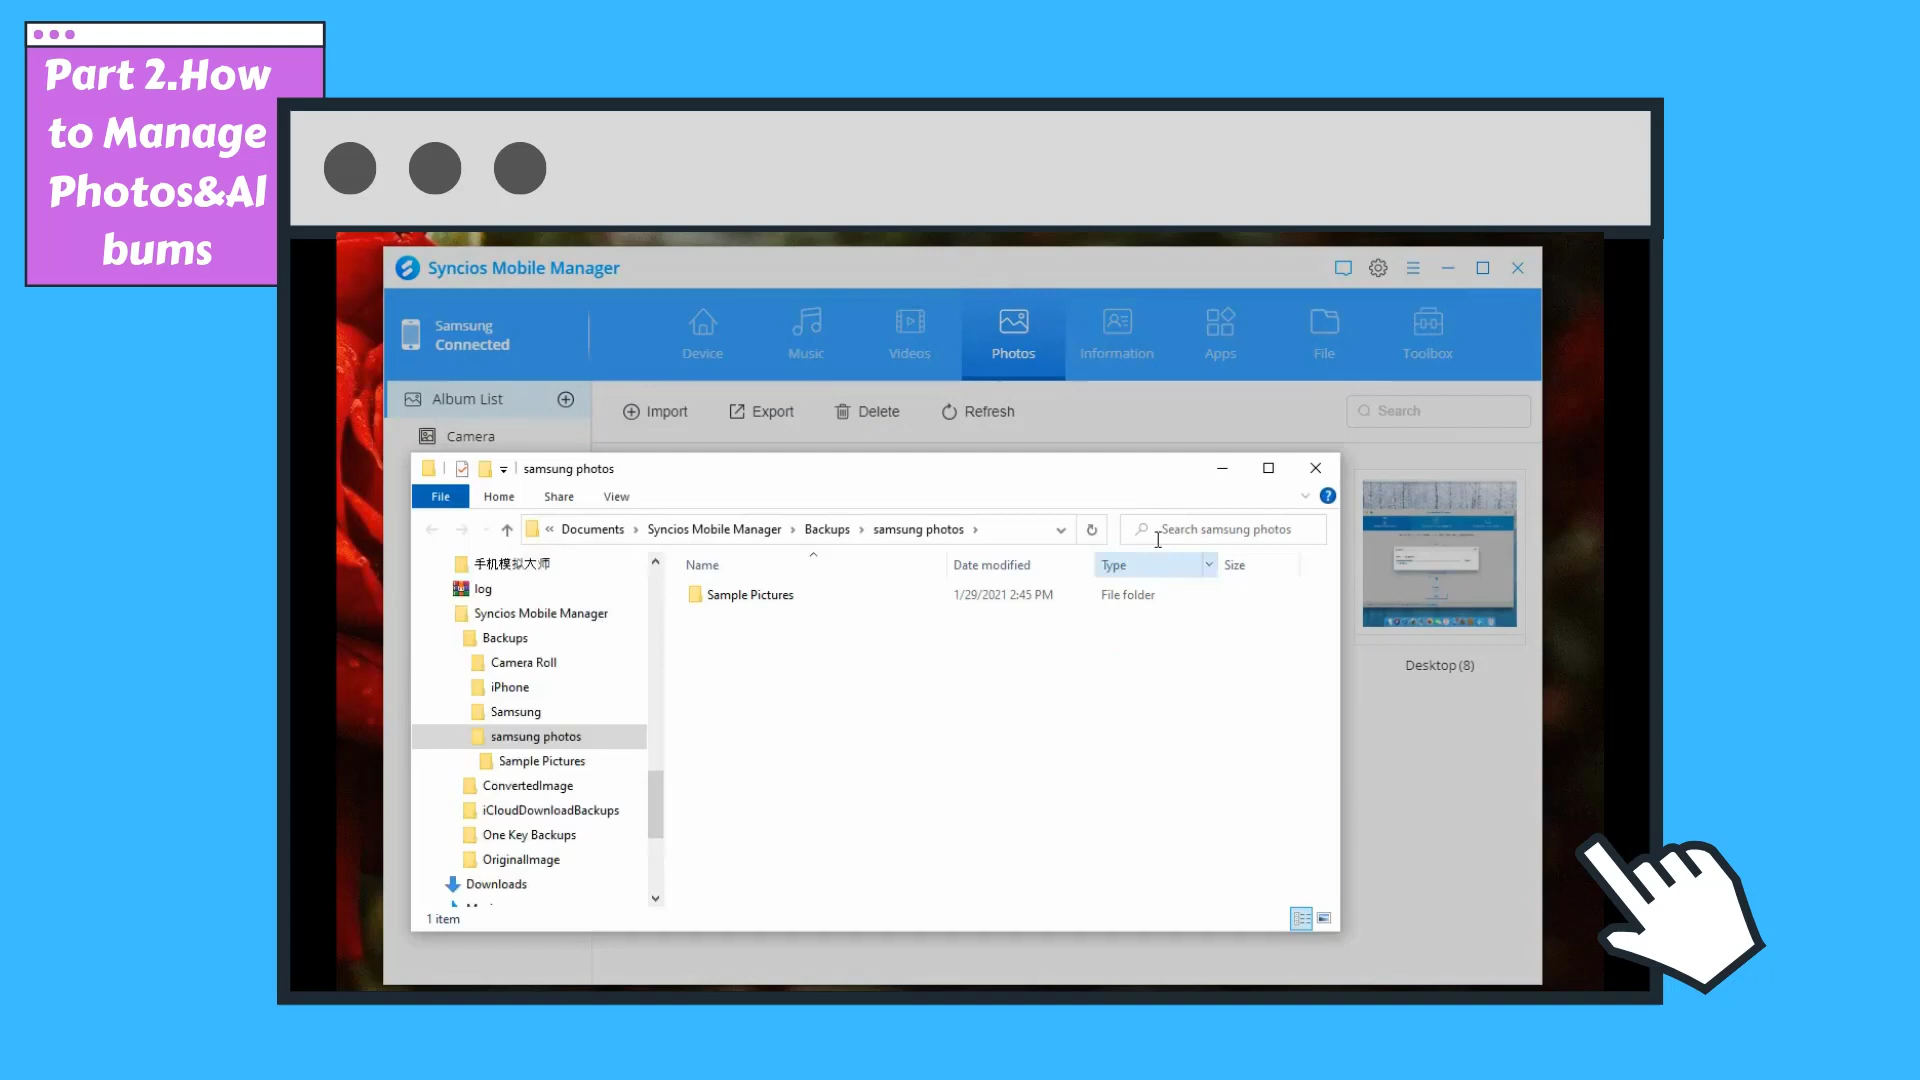 Part 2.How
to Manage
Photos&Al
bums
Syncios Mobile Manager
Samsung
Connected
Device
Music
Videos
Photos
Information
Apps
File
Toolbox
Album List
Camera
Import
Export
Delete
Refresh
Search
samsung photos
File
Home
Share
View
« Documents › Syncios Mobile Manager › Backups › samsung photos ›
Search samsung photos
手机模拟大师
log
Syncios Mobile Manager
Backups
Camera Roll
iPhone
Samsung
samsung photos
Sample Pictures
ConvertedImage
iCloudDownloadBackups
One Key Backups
OriginalImage
Downloads
Name
Date modified
Type
Size
Sample Pictures
1/29/2021 2:45 PM
File folder
1 item
Desktop (8)